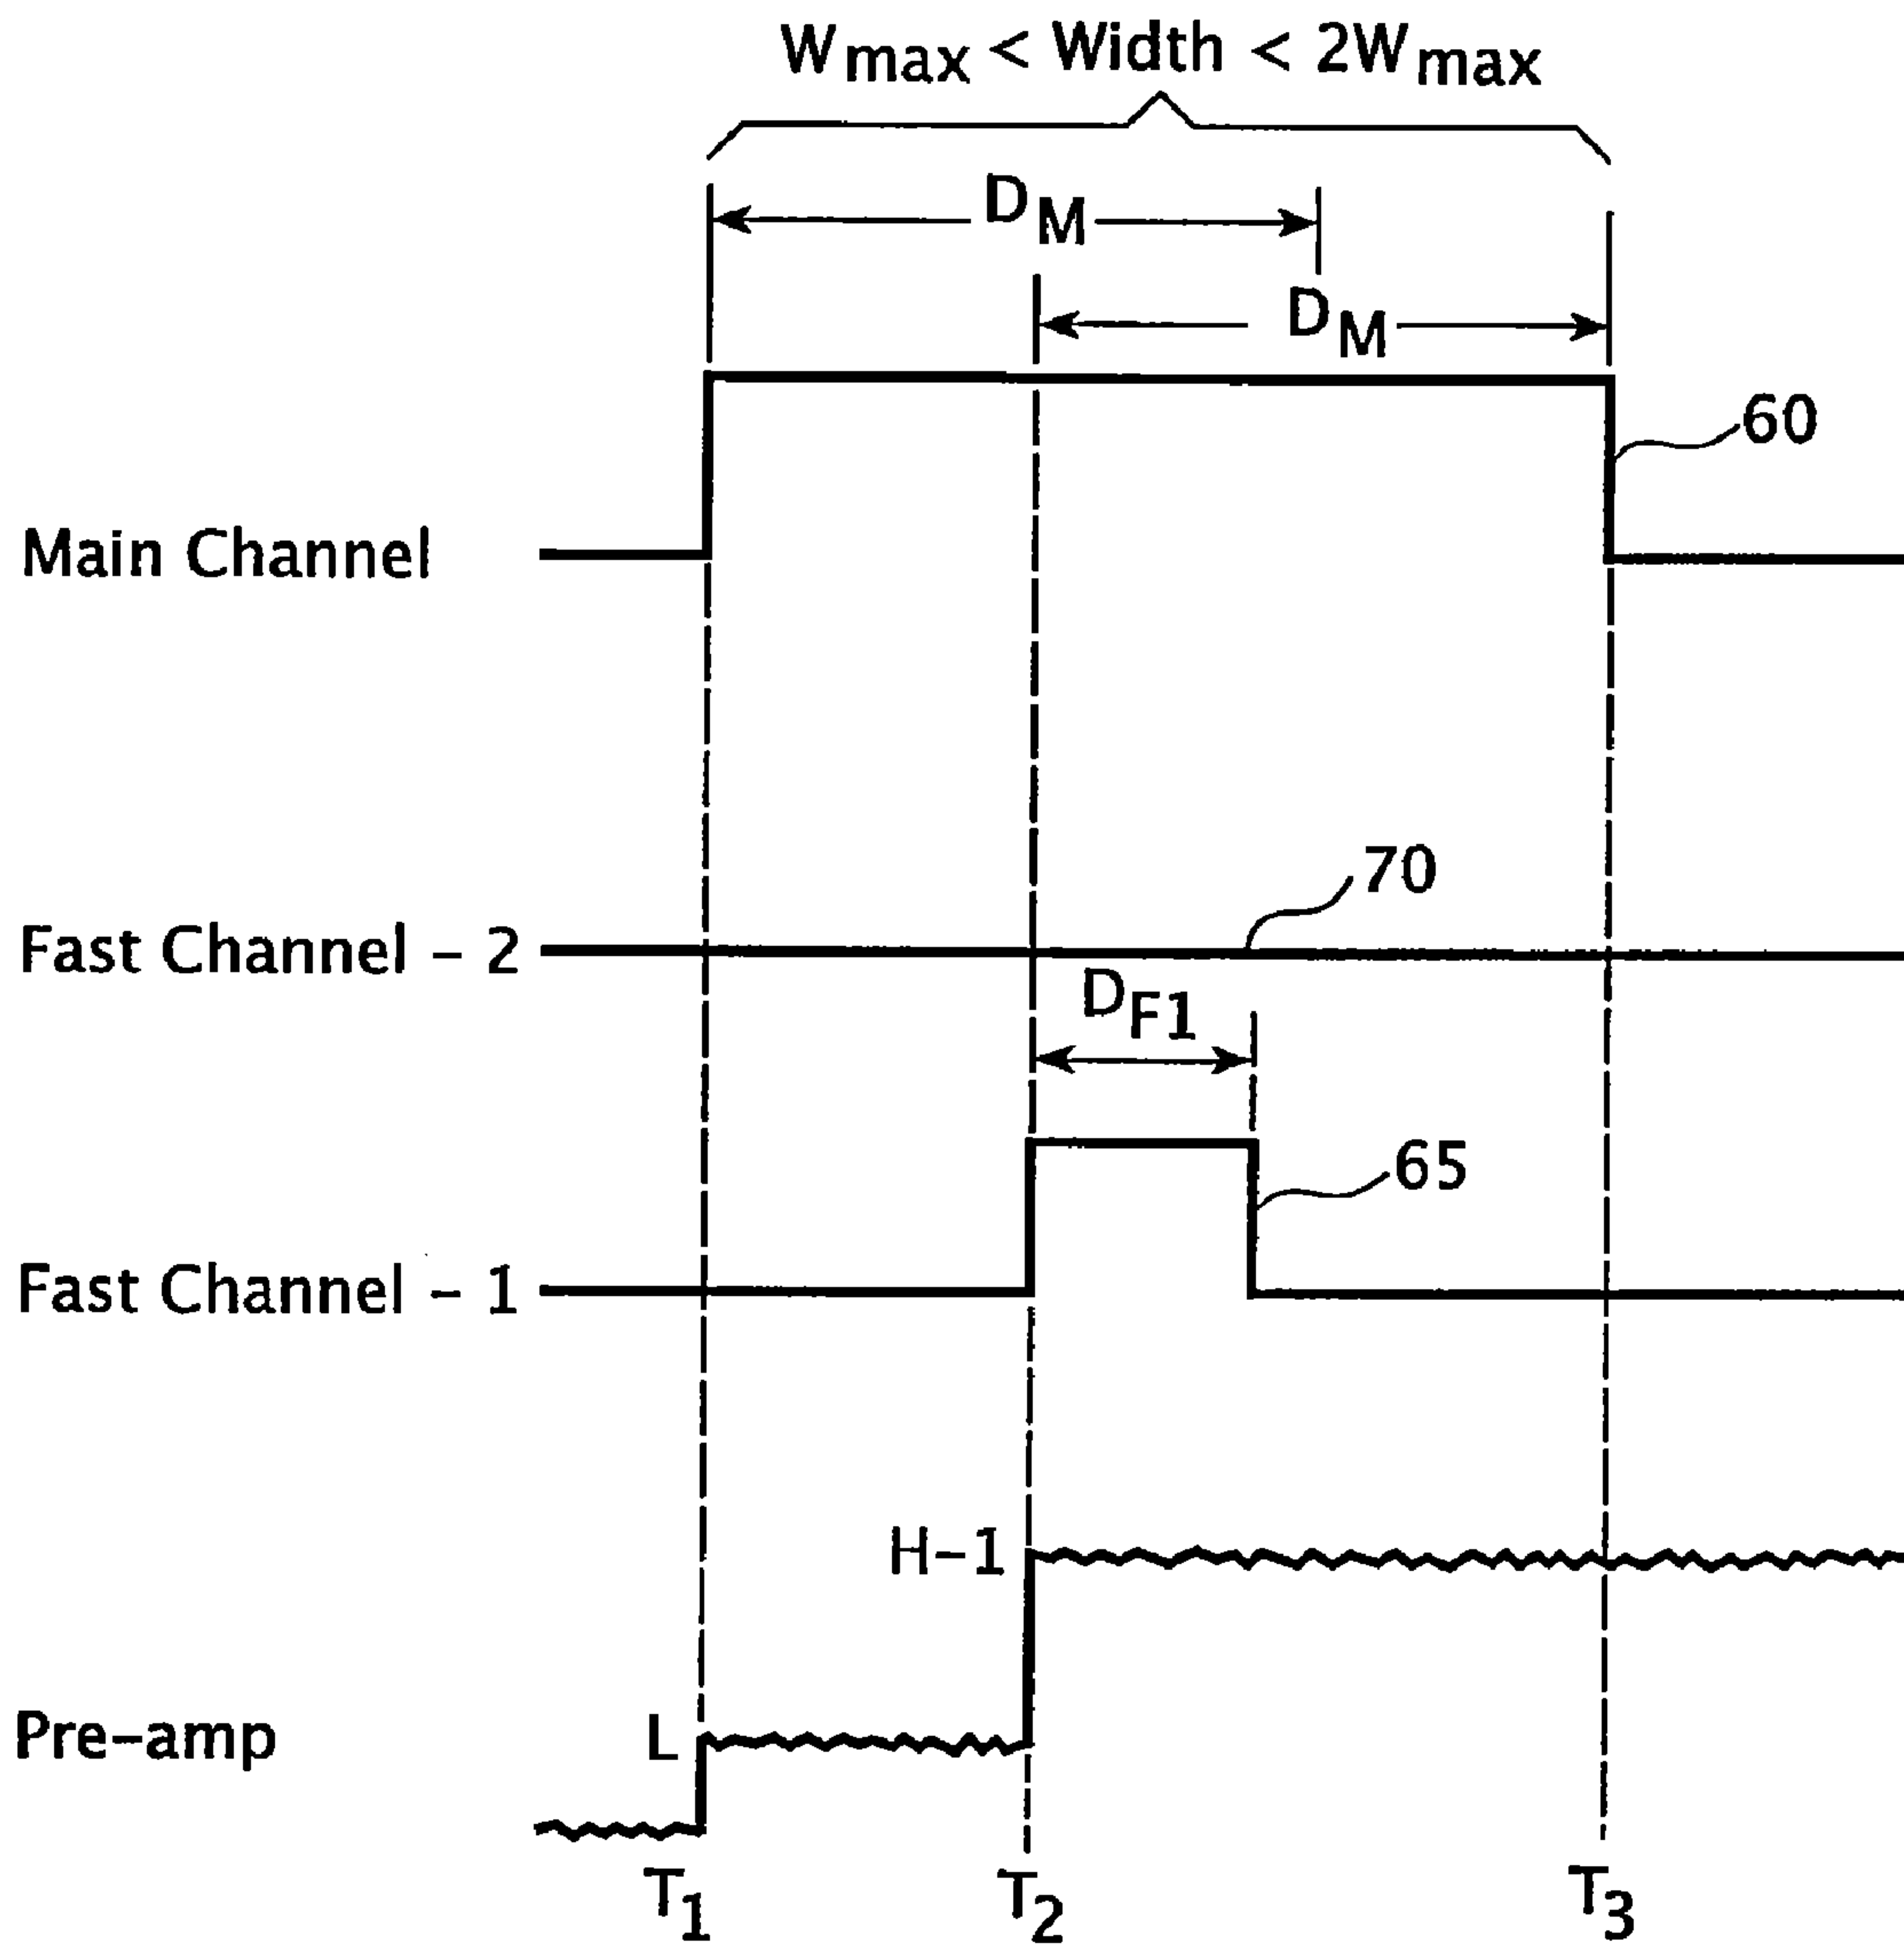 Wmax < Width < 2Wmax
DM
DM
60
Main Channel
70
Fast Channel - 2
DF1
65
Fast Channel - 1
H-1
L
Pre-amp
T1 T2 T3